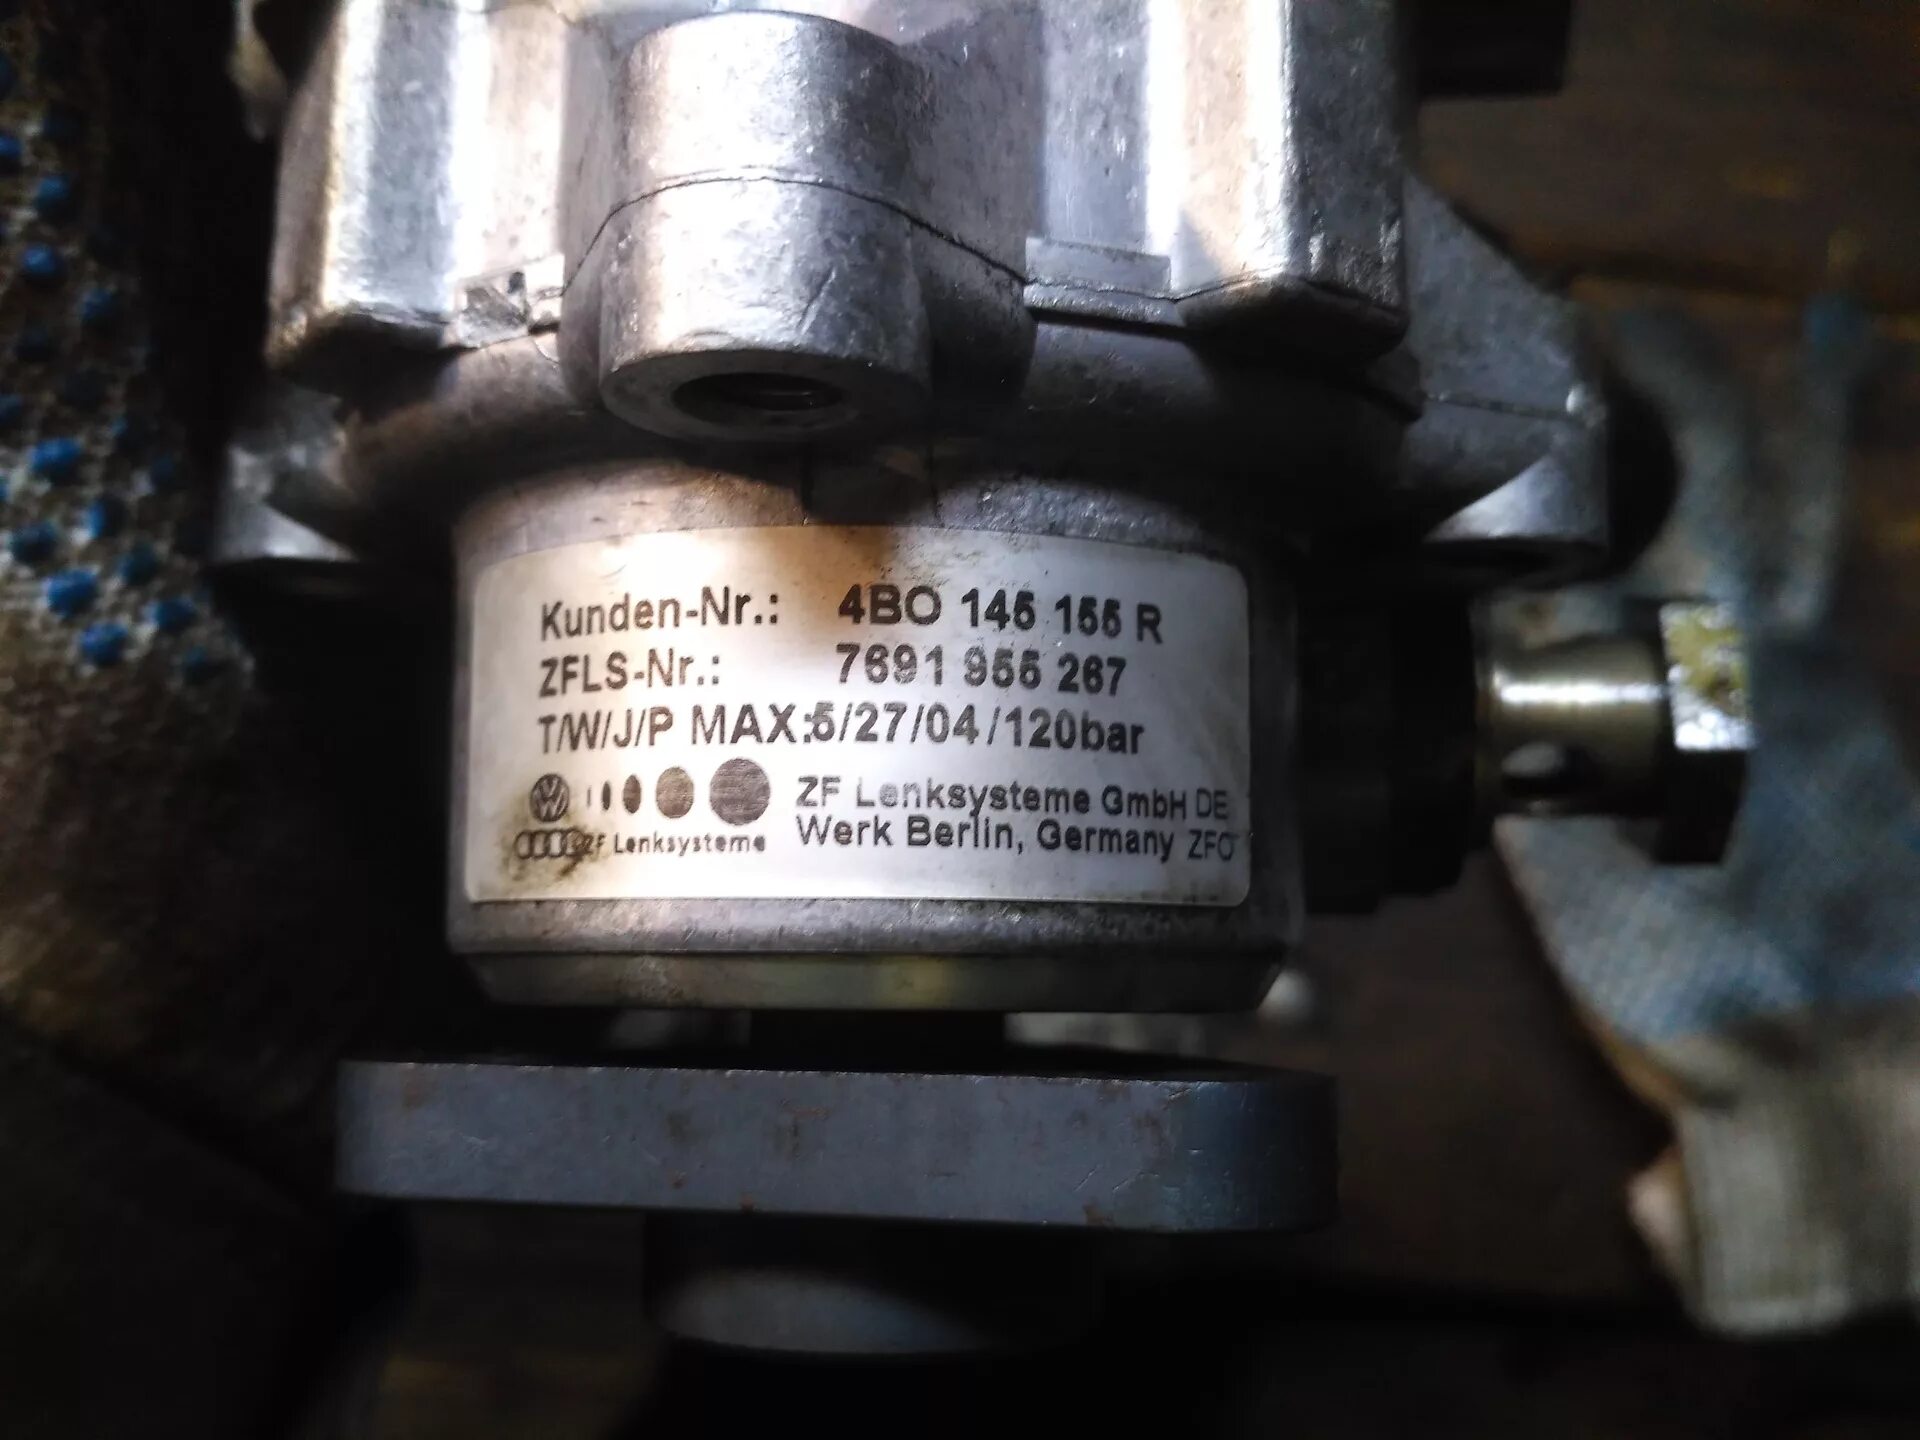 Kunden-Nr.: 4BO 145 155 R
ZFLS-Nr.: 7691 955 267
T/W/J/P MAX:5/27/04/120bar
ZF Lenksysteme GmbH DE
Werk Berlin, Germany ZFO
ZF Lenksysteme